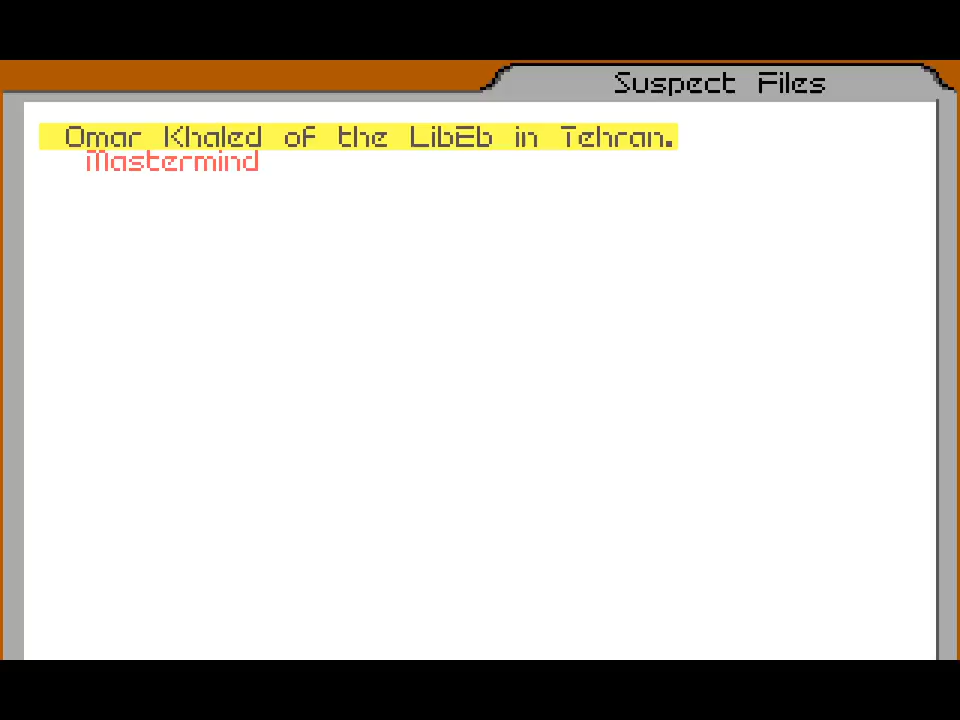 Suspect Files
Omar Khaled of the LibEb in Tehran.
Mastermind